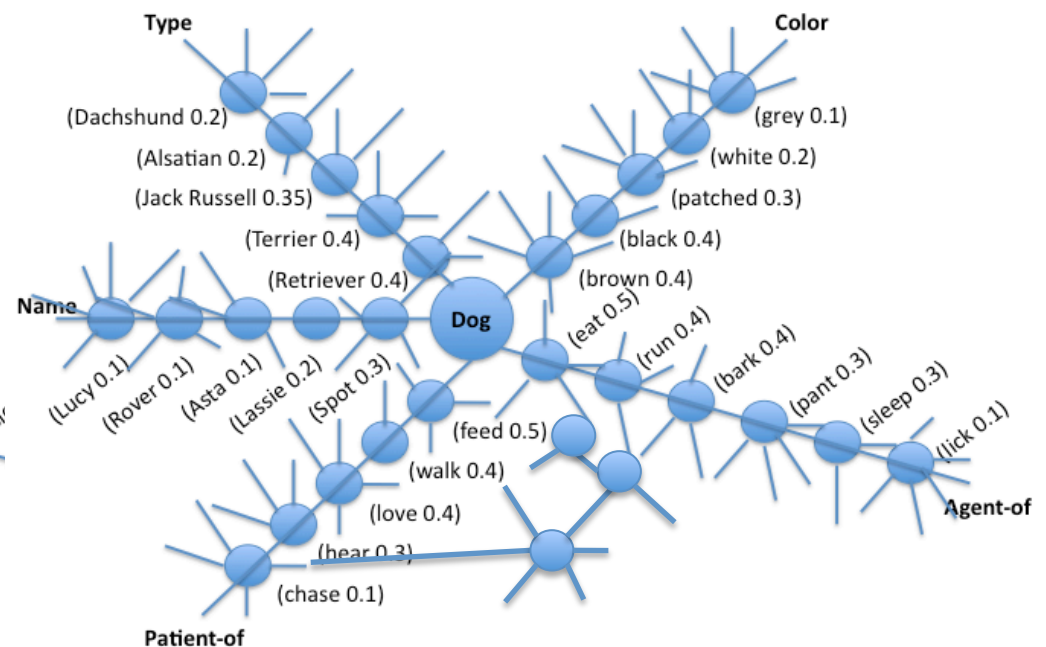 Type
Color
(Dachshund 0.2)
(grey 0.1)
(Alsatian 0.2)
(white 0.2)
(Jack Russell 0.35)
(patched 0.3)
(Terrier 0.4)
(black 0.4)
(Retriever 0.4)
(brown 0.4)
Name
Dog
(eat 0.5)
(run 0.4)
(bark 0.4)
(pant 0.3)
(sleep 0.3)
(lick 0.1)
(Lucy 0.1)
(Rover 0.1)
(Asta 0.1)
(Lassie 0.2)
(Spot 0.3)
(feed 0.5)
(walk 0.4)
(love 0.4)
Agent-of
(hear 0.3)
(chase 0.1)
Patient-of